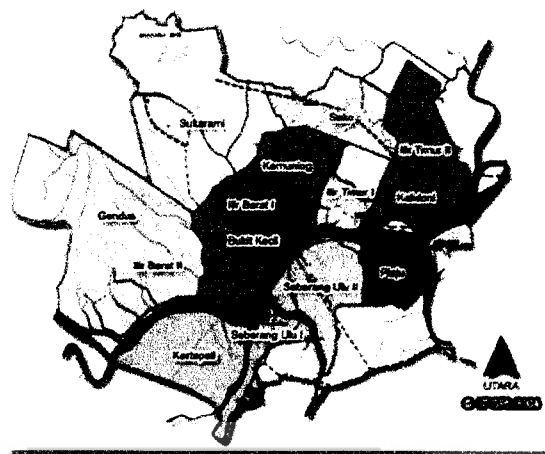 Sukarami
Sako
Kemuning
Ilir Timur II
Ilir Timur I
Kalidoni
Ilir Barat I
Gandus
Bukit Kecil
Ilir Barat II
Plaju
Seberang Ulu II
Seberang Ulu I
Kertapati
UTARA